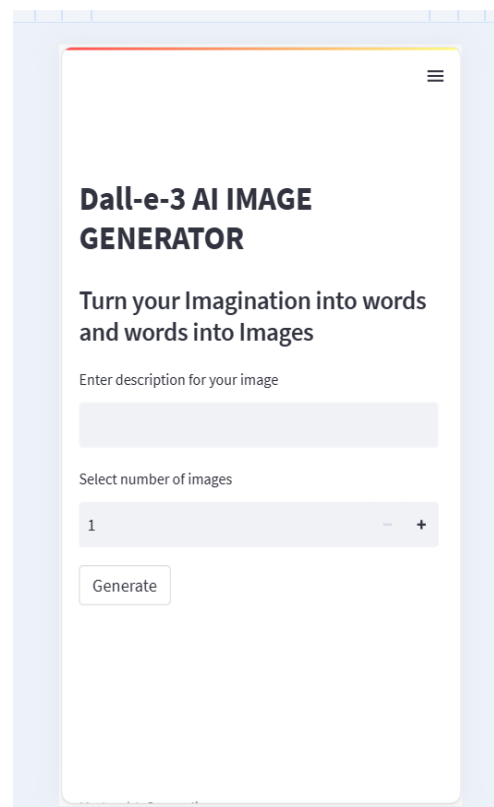 Dall-e-3 AI IMAGE
GENERATOR
Turn your Imagination into words
and words into Images
Enter description for your image
Select number of images
1
Generate